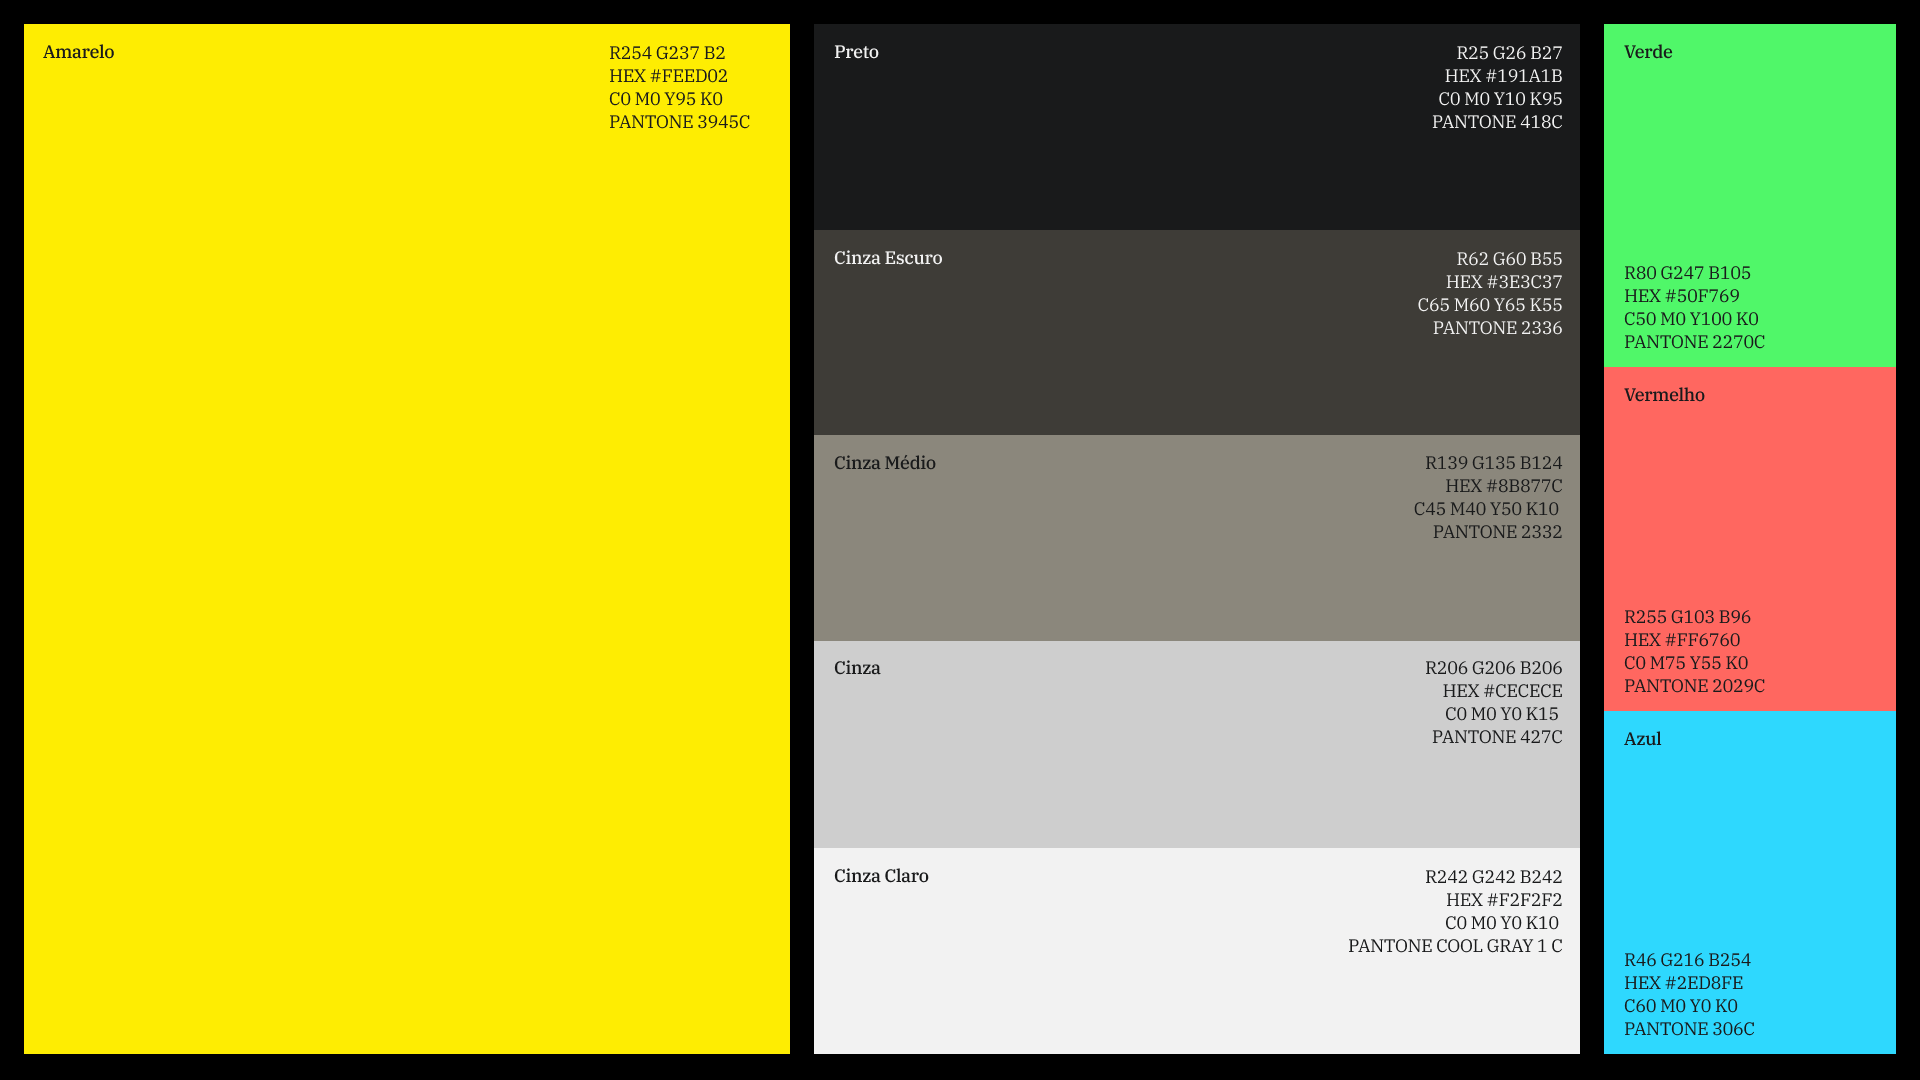 Amarelo
R254 G237 B2
HEX #FEED02
C0 M0 Y95 K0
PANTONE 3945C
Preto
R25 G26 B27
HEX #191A1B
C0 M0 Y10 K95
PANTONE 418C
Cinza Escuro
R62 G60 B55
HEX #3E3C37
C65 M60 Y65 K55
PANTONE 2336
Cinza Médio
R139 G135 B124
HEX #8B877C
C45 M40 Y50 K10
PANTONE 2332
Cinza
R206 G206 B206
HEX #CECECE
C0 M0 Y0 K15
PANTONE 427C
Cinza Claro
R242 G242 B242
HEX #F2F2F2
C0 M0 Y0 K10
PANTONE COOL GRAY 1 C
Verde
R80 G247 B105
HEX #50F769
C50 M0 Y100 K0
PANTONE 2270C
Vermelho
R255 G103 B96
HEX #FF6760
C0 M75 Y55 K0
PANTONE 2029C
Azul
R46 G216 B254
HEX #2ED8FE
C60 M0 Y0 K0
PANTONE 306C